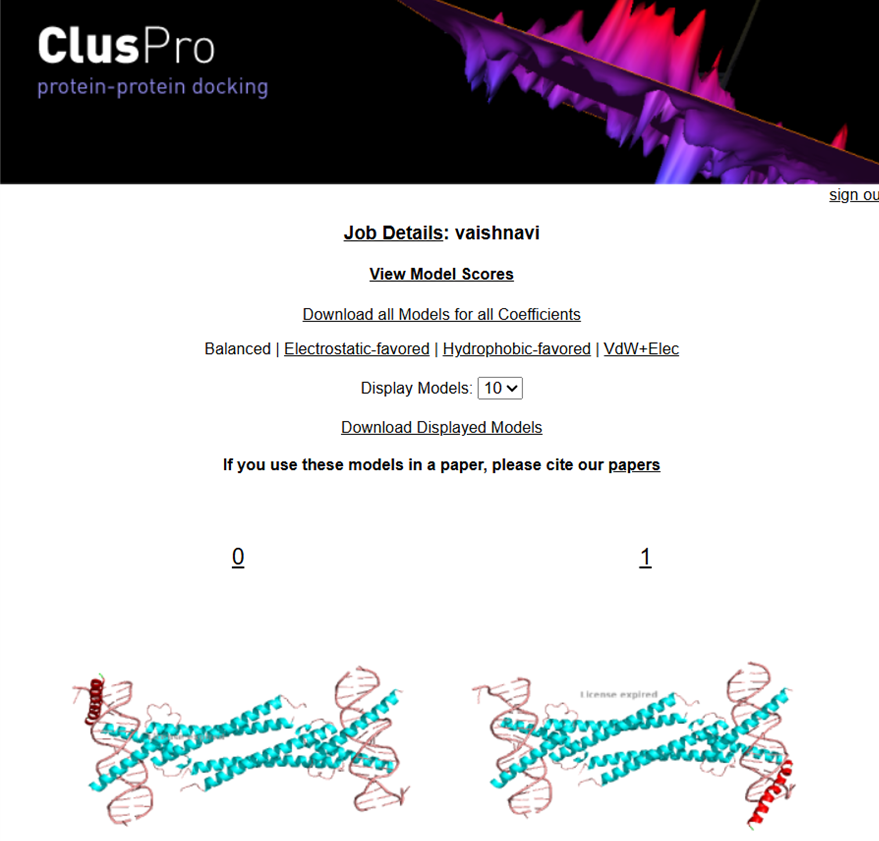 ClusPro
protein-protein docking
sign ou
Job Details: vaishnavi
View Model Scores
Download all Models for all Coefficients
Balanced | Electrostatic-favored | Hydrophobic-favored | VdW+Elec
Display Models: 10
Download Displayed Models
If you use these models in a paper, please cite our papers
0 1
License expired